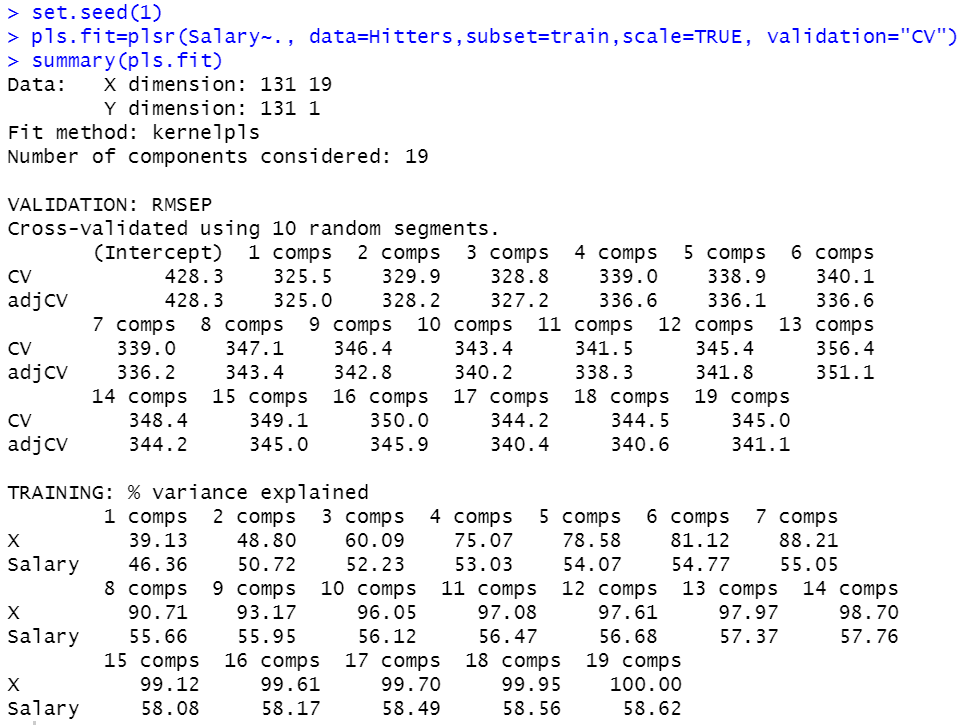 > set.seed(1)
> pls.fit=plsr(Salary~., data=Hitters,subset=train,scale=TRUE, validation="CV")
> summary(pls.fit)
Data:   X dimension: 131 19
        Y dimension: 131 1
Fit method: kernelpls
Number of components considered: 19

VALIDATION: RMSEP
Cross-validated using 10 random segments.
       (Intercept)  1 comps  2 comps  3 comps  4 comps  5 comps  6 comps
CV           428.3    325.5    329.9    328.8    339.0    338.9    340.1
adjCV        428.3    325.0    328.2    327.2    336.6    336.1    336.6
       7 comps  8 comps  9 comps  10 comps  11 comps  12 comps  13 comps
CV       339.0    347.1    346.4     343.4     341.5     345.4     356.4
adjCV    336.2    343.4    342.8     340.2     338.3     341.8     351.1
       14 comps  15 comps  16 comps  17 comps  18 comps  19 comps
CV        348.4     349.1     350.0     344.2     344.5     345.0
adjCV     344.2     345.0     345.9     340.4     340.6     341.1

TRAINING: % variance explained
        1 comps  2 comps  3 comps  4 comps  5 comps  6 comps  7 comps
X         39.13    48.80    60.09    75.07    78.58    81.12    88.21
Salary    46.36    50.72    52.23    53.03    54.07    54.77    55.05
        8 comps  9 comps  10 comps  11 comps  12 comps  13 comps  14 comps
X         90.71    93.17     96.05     97.08     97.61     97.97     98.70
Salary    55.66    55.95     56.12     56.47     56.68     57.37     57.76
        15 comps  16 comps  17 comps  18 comps  19 comps
X          99.12     99.61     99.70     99.95    100.00
Salary     58.08     58.17     58.49     58.56     58.62